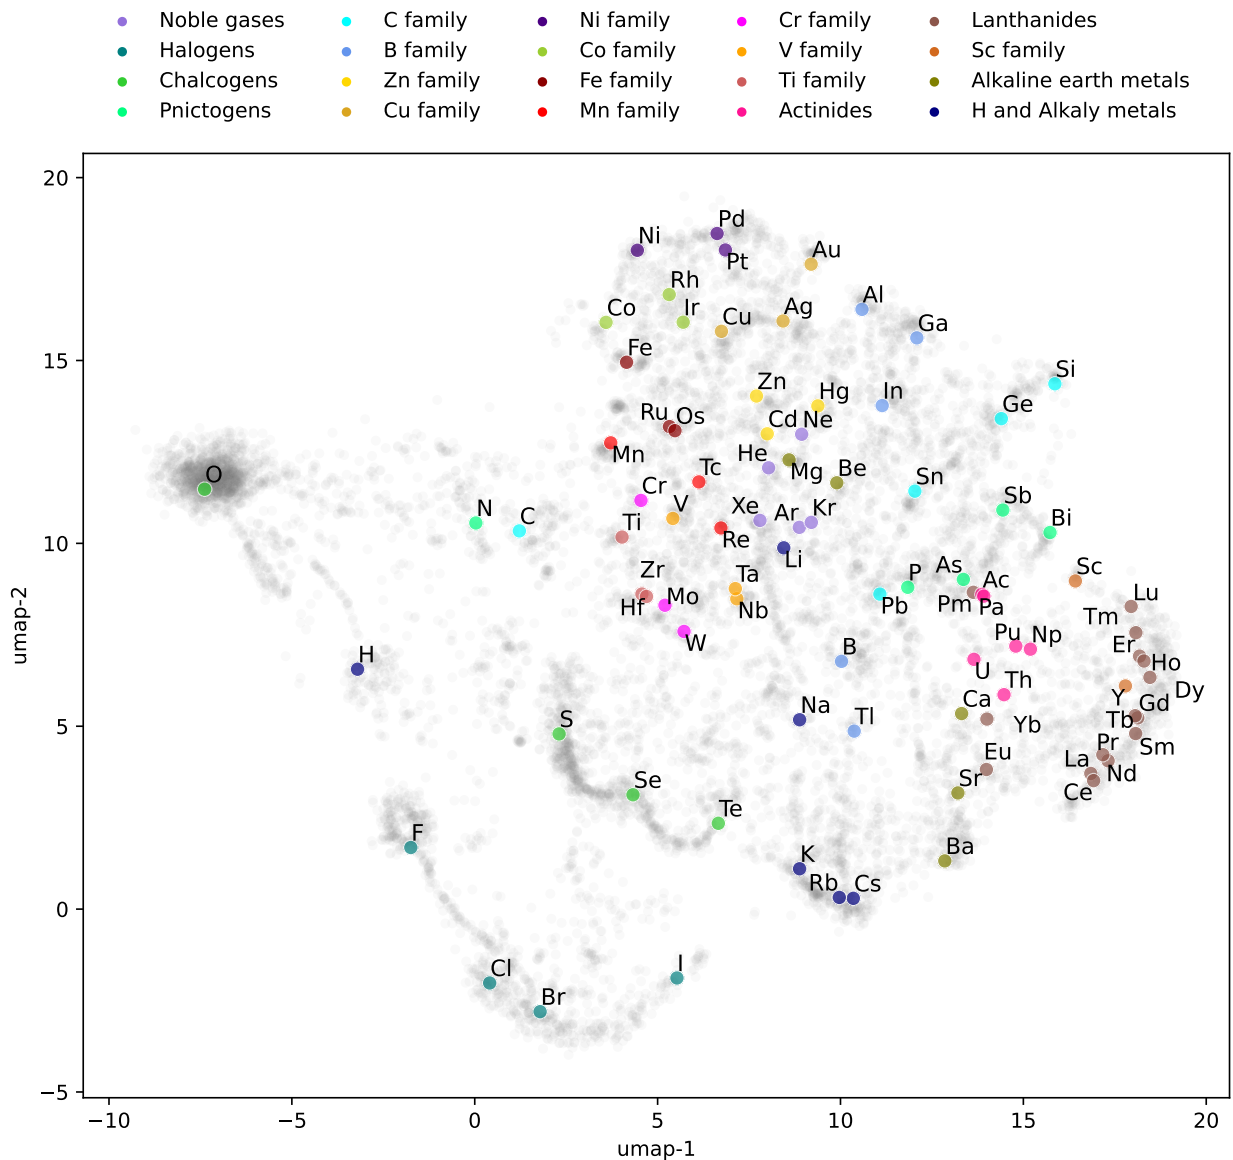 Noble gases C family Ni family Cr family Lanthanides
Halogens B family Co family V family Sc family
Chalcogens Zn family Fe family Ti family Alkaline earth metals
Pnictogens Cu family Mn family Actinides H and Alkaly metals
20
Pd
Ni
Au
Pt
Rh
Al
Co Ir Ag
Cu Ga
15
Fe
Si
Zn Hg In
Ge
Ru Os Cd Ne
Mn He
Tc Mg Be
O
Cr Sn
Sb
N C V Xe Ar Kr
Ti Bi
10
Re Li
Zr Ta As Ac Sc
P
Hf Mo Nb Pb Pm Pa Lu
Tm
W Pu Np
Er
H B U Ho
Th Dy
Y
5
S Na Tl Ca Yb Gd
Tb
Eu Pr Sm
La Nd
Se Sr Ce
Te
F
Ba
K
Rb Cs
0
Cl I
Br
−5
−10 −5 0 5 10 15 20
umap-1
umap-2